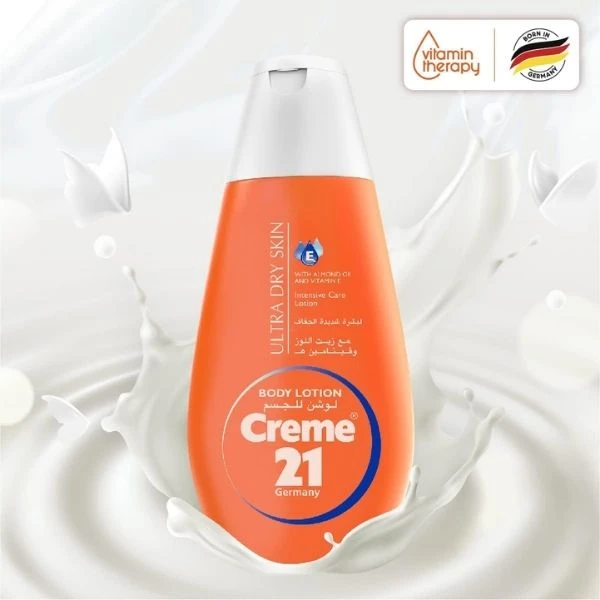 vitamin
therapy
BORN IN
GERMANY
ULTRA DRY SKIN
E
WITH ALMOND OIL
AND VITAMIN E
Intensive Care
Lotion
لبشرة شديدة الجفاف
مع زيت اللوز
وفيتامين هـ
BODY LOTION
لوشن للجسم
Creme®
21
Germany